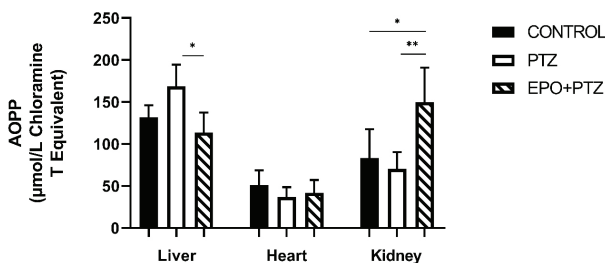 AOPP
(μmol/L Chloramine
T Equivalent)
250
200
150
100
50
0
*
*
**
Liver
Heart
Kidney
CONTROL
PTZ
EPO+PTZ